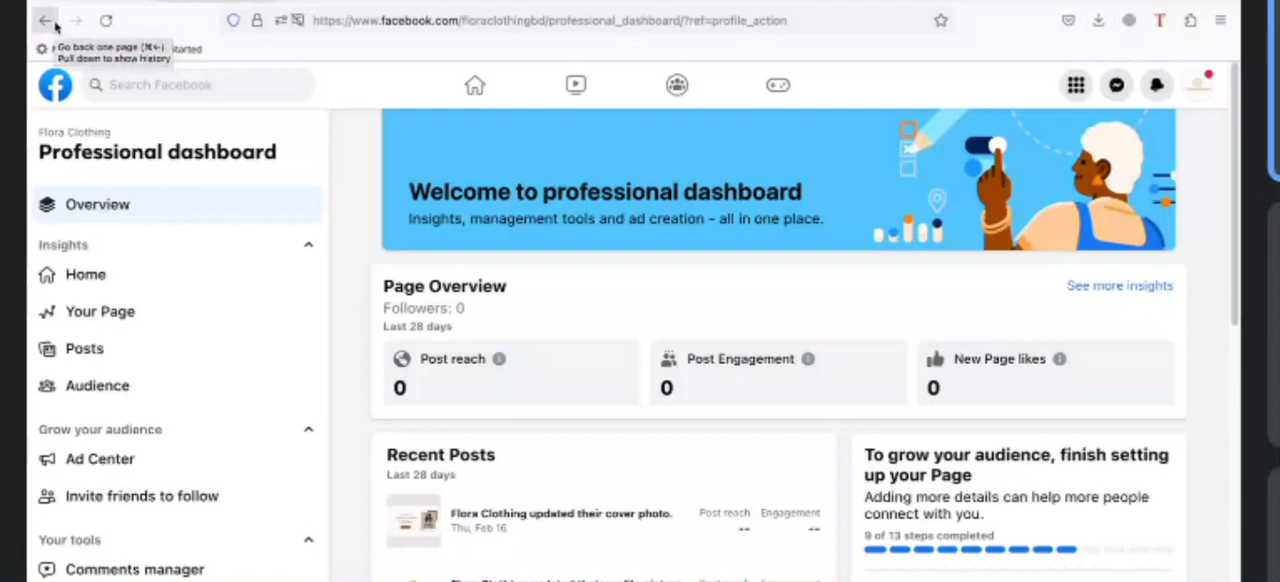 https://www.facebook.com/floraclothingbd/professional_dashboard/?ref=profile_action
T
Go back one page (⌘←)
Pull down to show history
started
Search Facebook
Flora Clothing
Professional dashboard
Overview
Insights
Home
Your Page
Posts
Audience
Grow your audience
Ad Center
Invite friends to follow
Your tools
Comments manager
Welcome to professional dashboard
Insights, management tools and ad creation - all in one place.
Page Overview
See more insights
Followers: 0
Last 28 days
Post reach
0
Post Engagement
0
New Page likes
0
Recent Posts
Last 28 days
Post reach Engagement
Flora Clothing updated their cover photo.
Thu, Feb 16
-- --
To grow your audience, finish setting
up your Page
Adding more details can help more people
connect with you.
9 of 13 steps completed